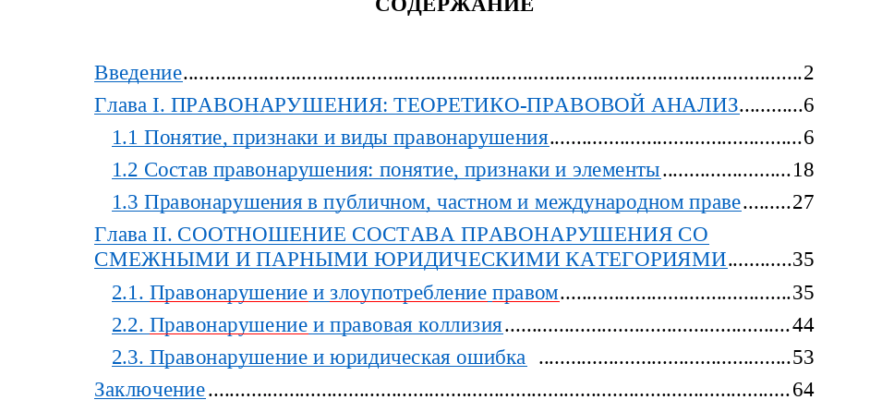 СОДЕРЖАНИЕ
Введение..........2
Глава I. ПРАВОНАРУШЕНИЯ: ТЕОРЕТИКО-ПРАВОВОЙ АНАЛИЗ..........6
1.1 Понятие, признаки и виды правонарушения..........6
1.2 Состав правонарушения: понятие, признаки и элементы..........18
1.3 Правонарушения в публичном, частном и международном праве..........27
Глава II. СООТНОШЕНИЕ СОСТАВА ПРАВОНАРУШЕНИЯ СО
СМЕЖНЫМИ И ПАРНЫМИ ЮРИДИЧЕСКИМИ КАТЕГОРИЯМИ..........35
2.1. Правонарушение и злоупотребление правом..........35
2.2. Правонарушение и правовая коллизия..........44
2.3. Правонарушение и юридическая ошибка ..........53
Заключение..........64